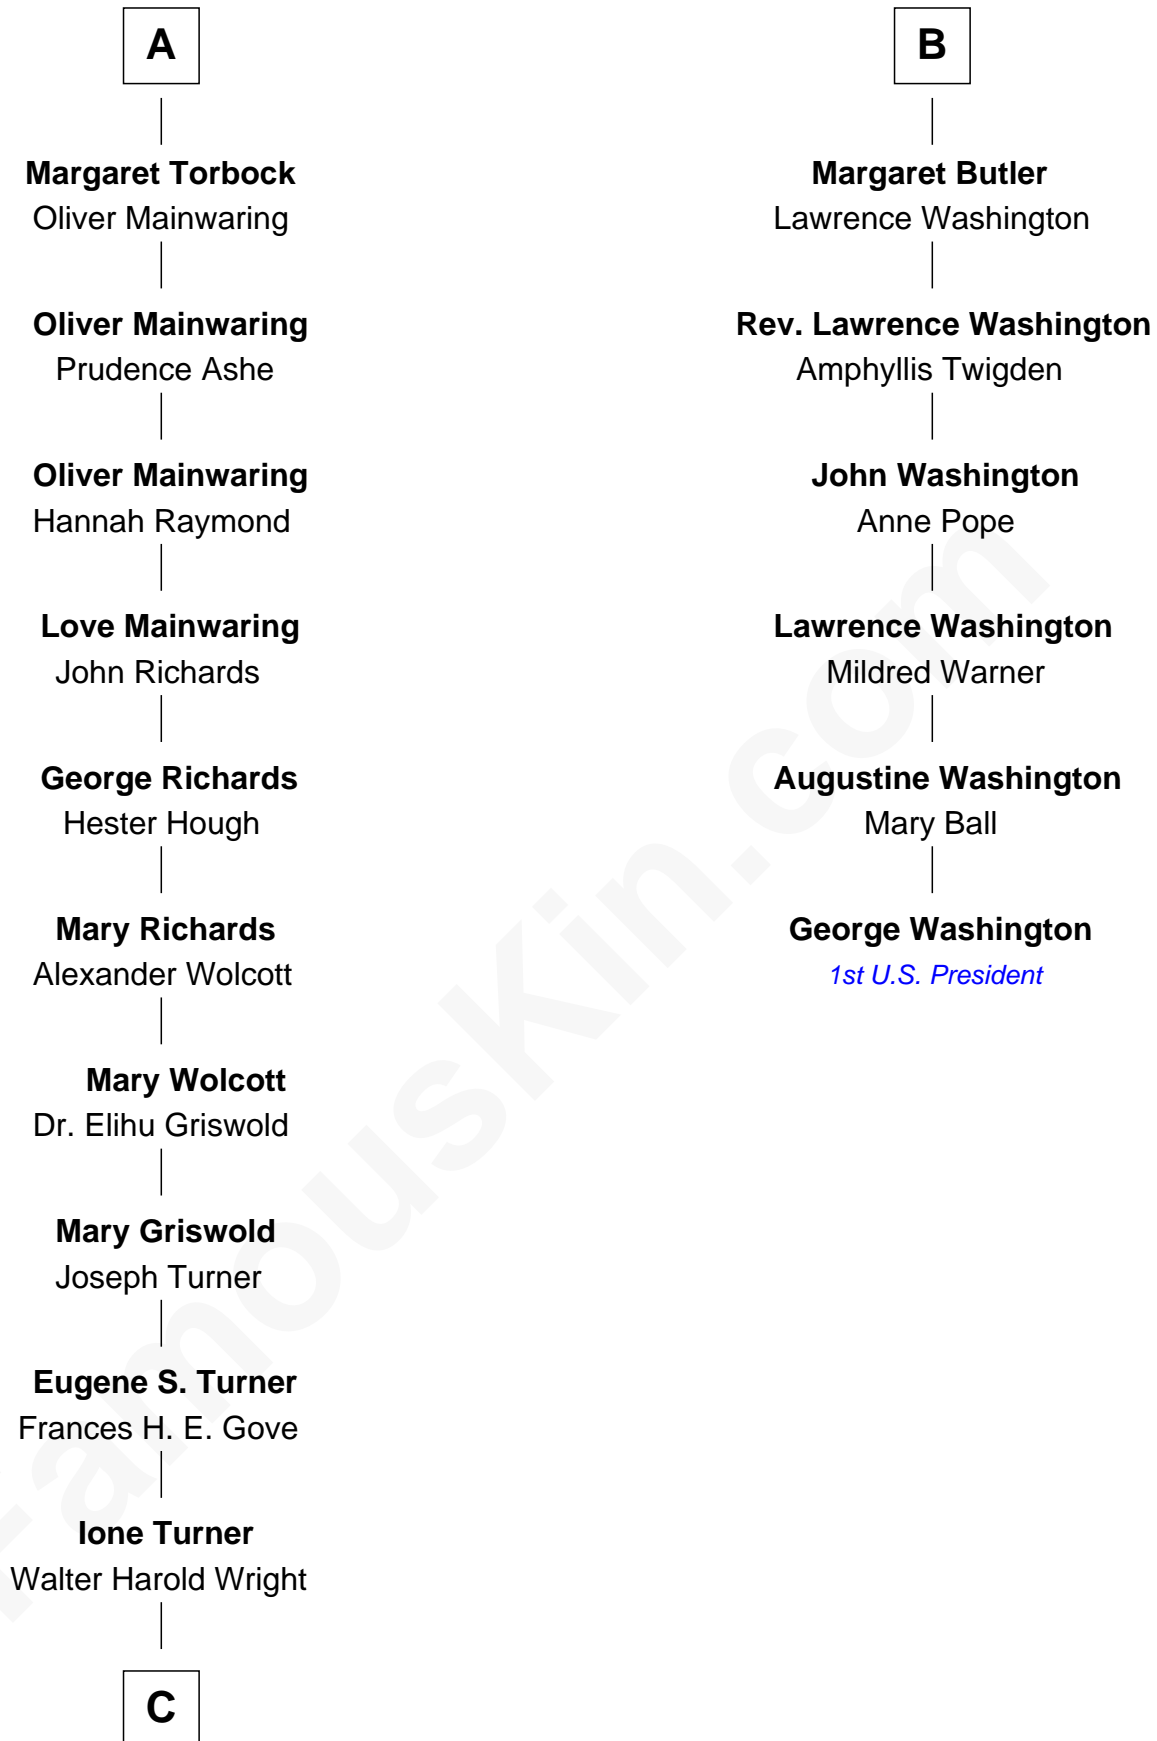 A
Margaret Torbock
Oliver Mainwaring
Oliver Mainwaring
Prudence Ashe
Oliver Mainwaring
Hannah Raymond
Love Mainwaring
John Richards
George Richards
Hester Hough
Mary Richards
Alexander Wolcott
Mary Wolcott
Dr. Elihu Griswold
Mary Griswold
Joseph Turner
Eugene S. Turner
Frances H. E. Gove
Ione Turner
Walter Harold Wright
C
B
Margaret Butler
Lawrence Washington
Rev. Lawrence Washington
Amphyllis Twigden
John Washington
Anne Pope
Lawrence Washington
Mildred Warner
Augustine Washington
Mary Ball
George Washington
1st U.S. President
FamousKin.com